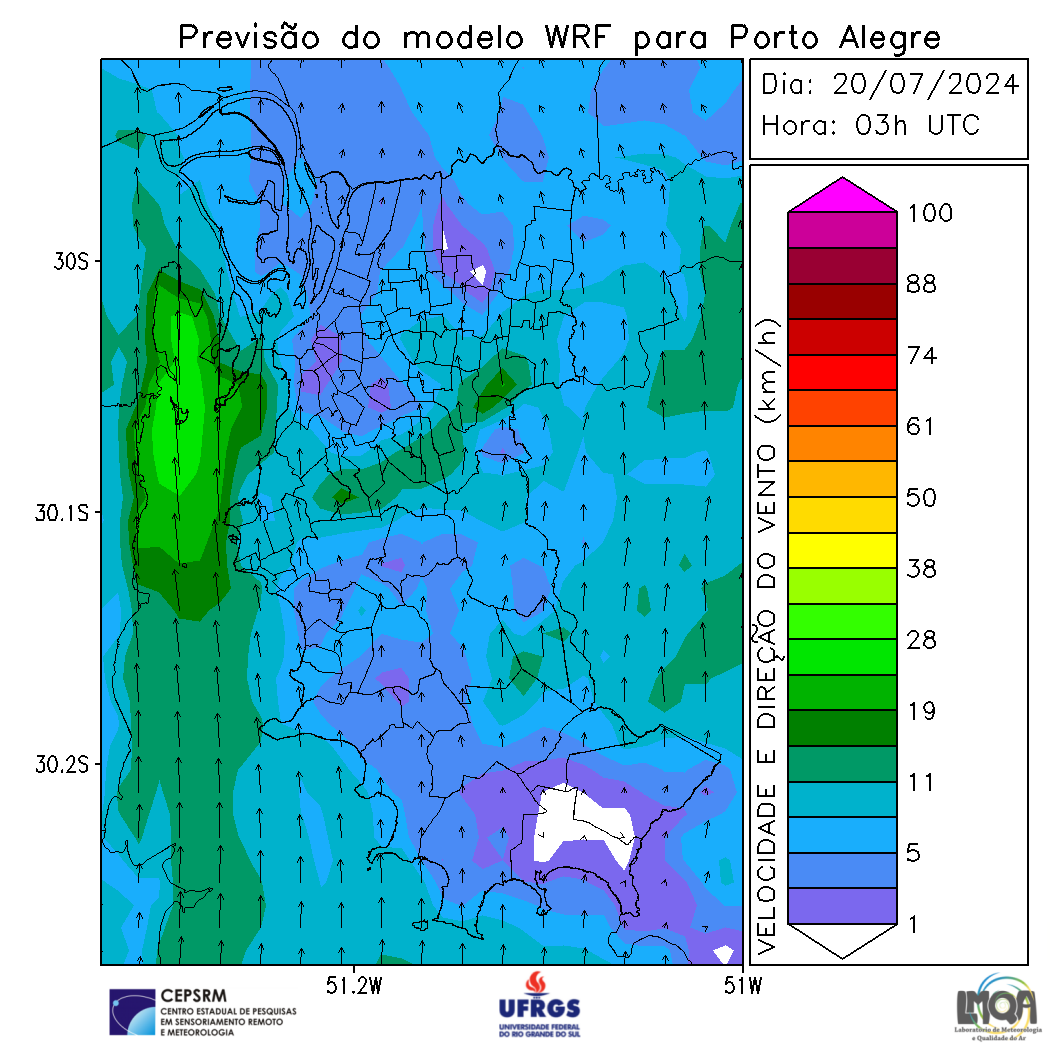 Previsão do modelo WRF para Porto Alegre
Dia: 20/07/2024
Hora: 03h UTC
30S
30.1S
30.2S
51.2W
51W
VELOCIDADE E DIREÇÃO DO VENTO (km/h)
100
88
74
61
50
38
28
19
11
5
1
CEPSRM
CENTRO ESTADUAL DE PESQUISAS
EM SENSORIAMENTO REMOTO
E METEOROLOGIA
UFRGS
UNIVERSIDADE FEDERAL
DO RIO GRANDE DO SUL
LMQA
Laboratório de Meteorologia
e Qualidade do Ar